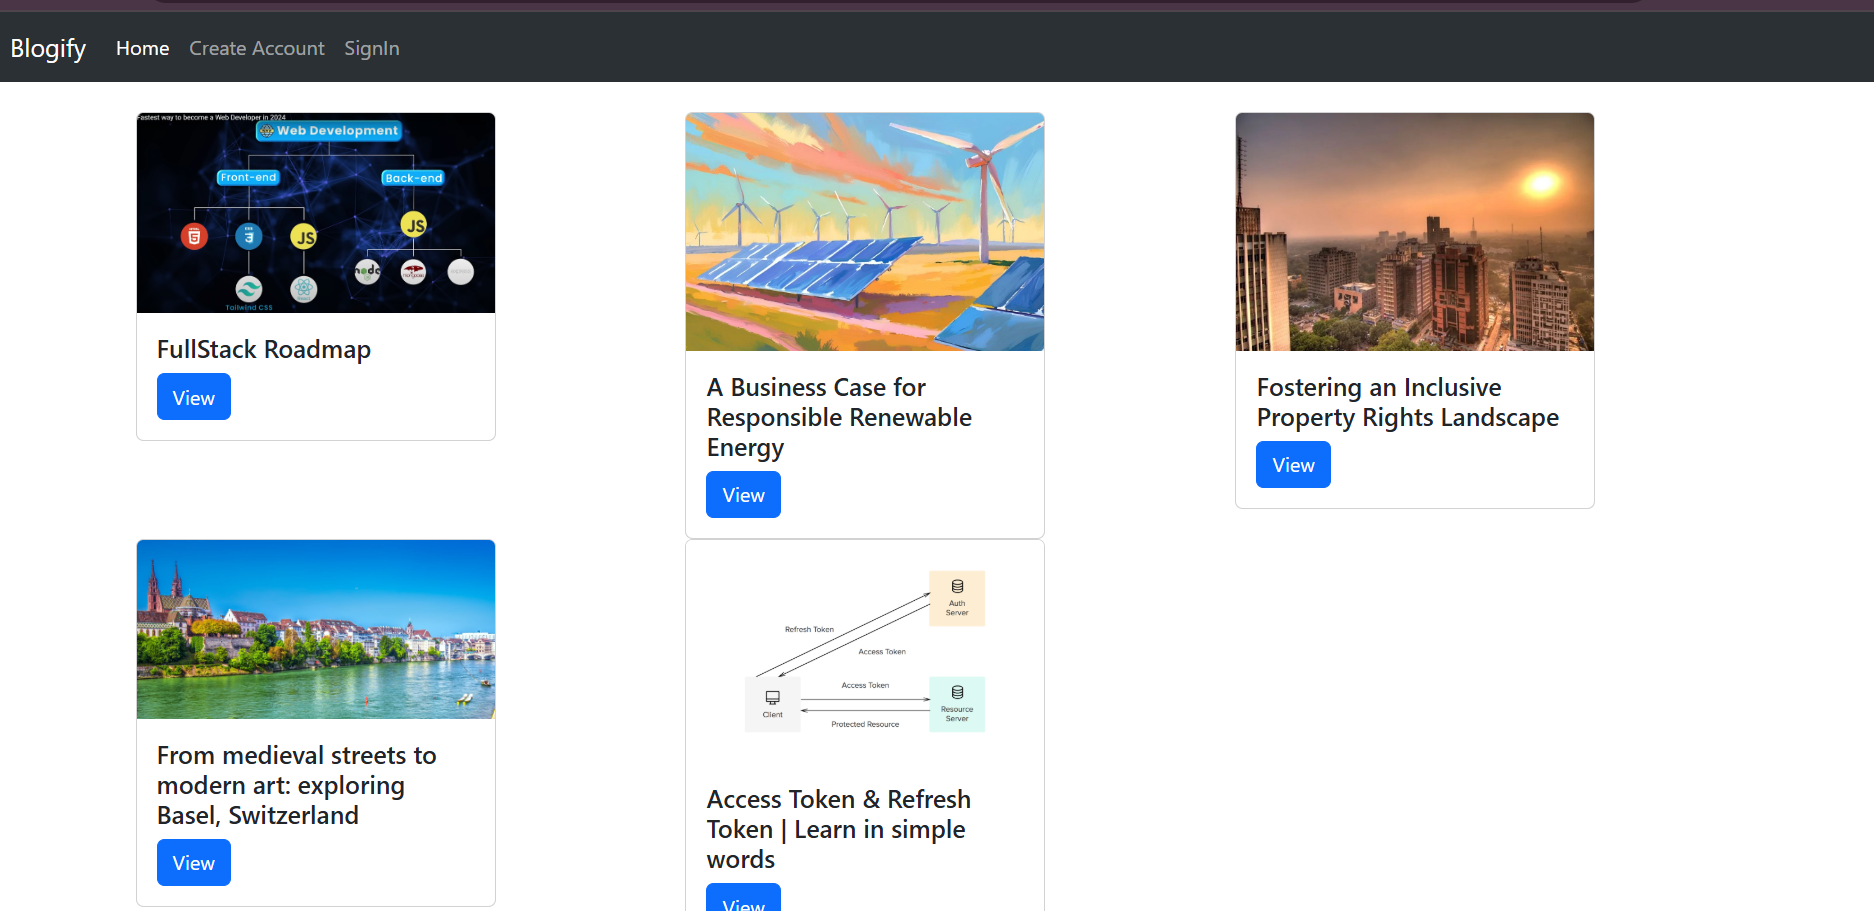 Blogify Home Create Account SignIn
Fastest way to become a Web Developer in 2024
Web Development
Front-end Back-end
JS
JS
node
Tailwind CSS
FullStack Roadmap
View
A Business Case for
Responsible Renewable
Energy
View
Fostering an Inclusive
Property Rights Landscape
View
From medieval streets to
modern art: exploring
Basel, Switzerland
View
Auth
Server
Refresh Token
Access Token
Access Token
Client
Resource
Server
Protected Resource
Access Token & Refresh
Token | Learn in simple
words
View